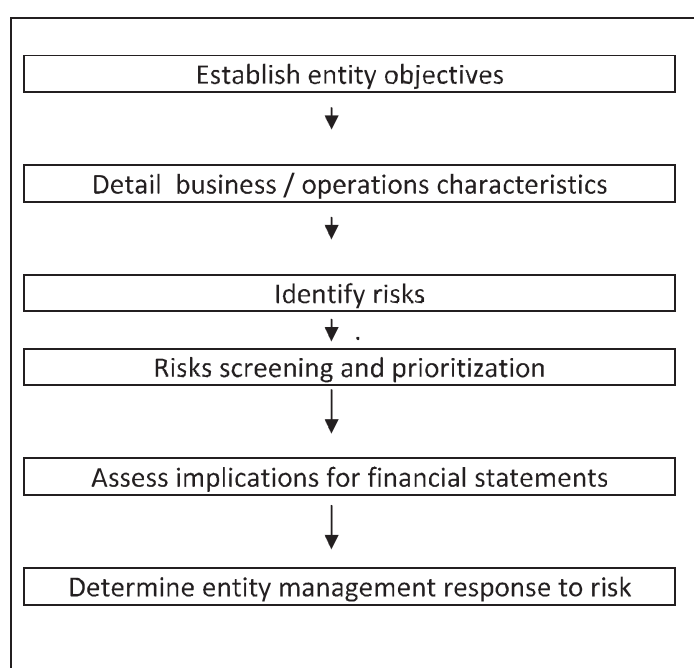 Establish entity objectives
Detail business / operations characteristics
Identify risks
.
Risks screening and prioritization
Assess implications for financial statements
Determine entity management response to risk